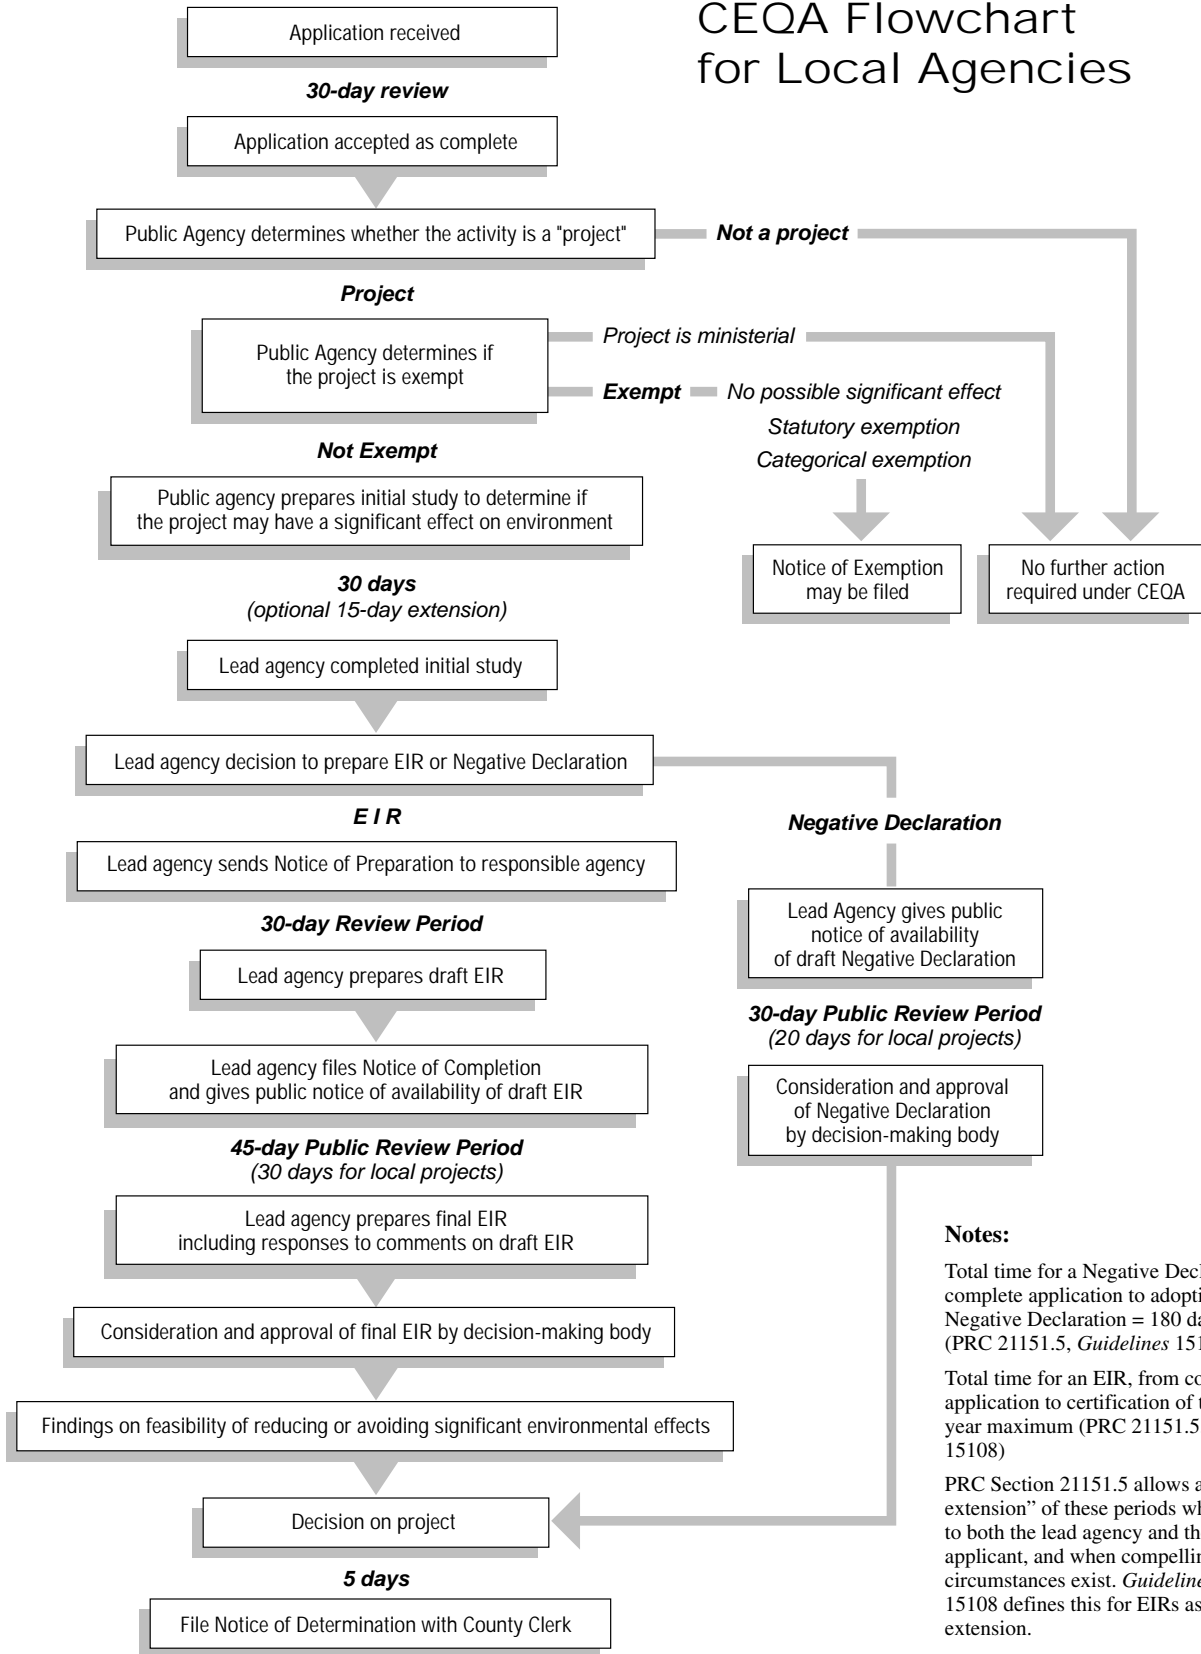 CEQA Flowchart
for Local Agencies
Application received
30-day review
Application accepted as complete
Public Agency determines whether the activity is a "project"
Not a project
Project
Public Agency determines if
the project is exempt
Project is ministerial
Exempt
No possible significant effect
Statutory exemption
Categorical exemption
Not Exempt
Public agency prepares initial study to determine if
the project may have a significant effect on environment
Notice of Exemption
may be filed
No further action
required under CEQA
30 days
(optional 15-day extension)
Lead agency completed initial study
Lead agency decision to prepare EIR or Negative Declaration
E I R
Negative Declaration
Lead agency sends Notice of Preparation to responsible agency
30-day Review Period
Lead agency prepares draft EIR
Lead agency files Notice of Completion
and gives public notice of availability of draft EIR
45-day Public Review Period
(30 days for local projects)
Lead agency prepares final EIR
including responses to comments on draft EIR
Consideration and approval of final EIR by decision-making body
Findings on feasibility of reducing or avoiding significant environmental effects
Lead Agency gives public
notice of availability
of draft Negative Declaration
30-day Public Review Period
(20 days for local projects)
Consideration and approval
of Negative Declaration
by decision-making body
Decision on project
5 days
File Notice of Determination with County Clerk
Notes:
Total time for a Negative
complete application to
Negative Declaration = 180
(PRC 21151.5, Guidelines
Total time for an EIR, from
application to certification of
year maximum (PRC 21151.5
15108)
PRC Section 21151.5 allows
extension” of these periods
to both the lead agency and
applicant, and when
circumstances exist.
15108 defines this for EIRs as
extension.